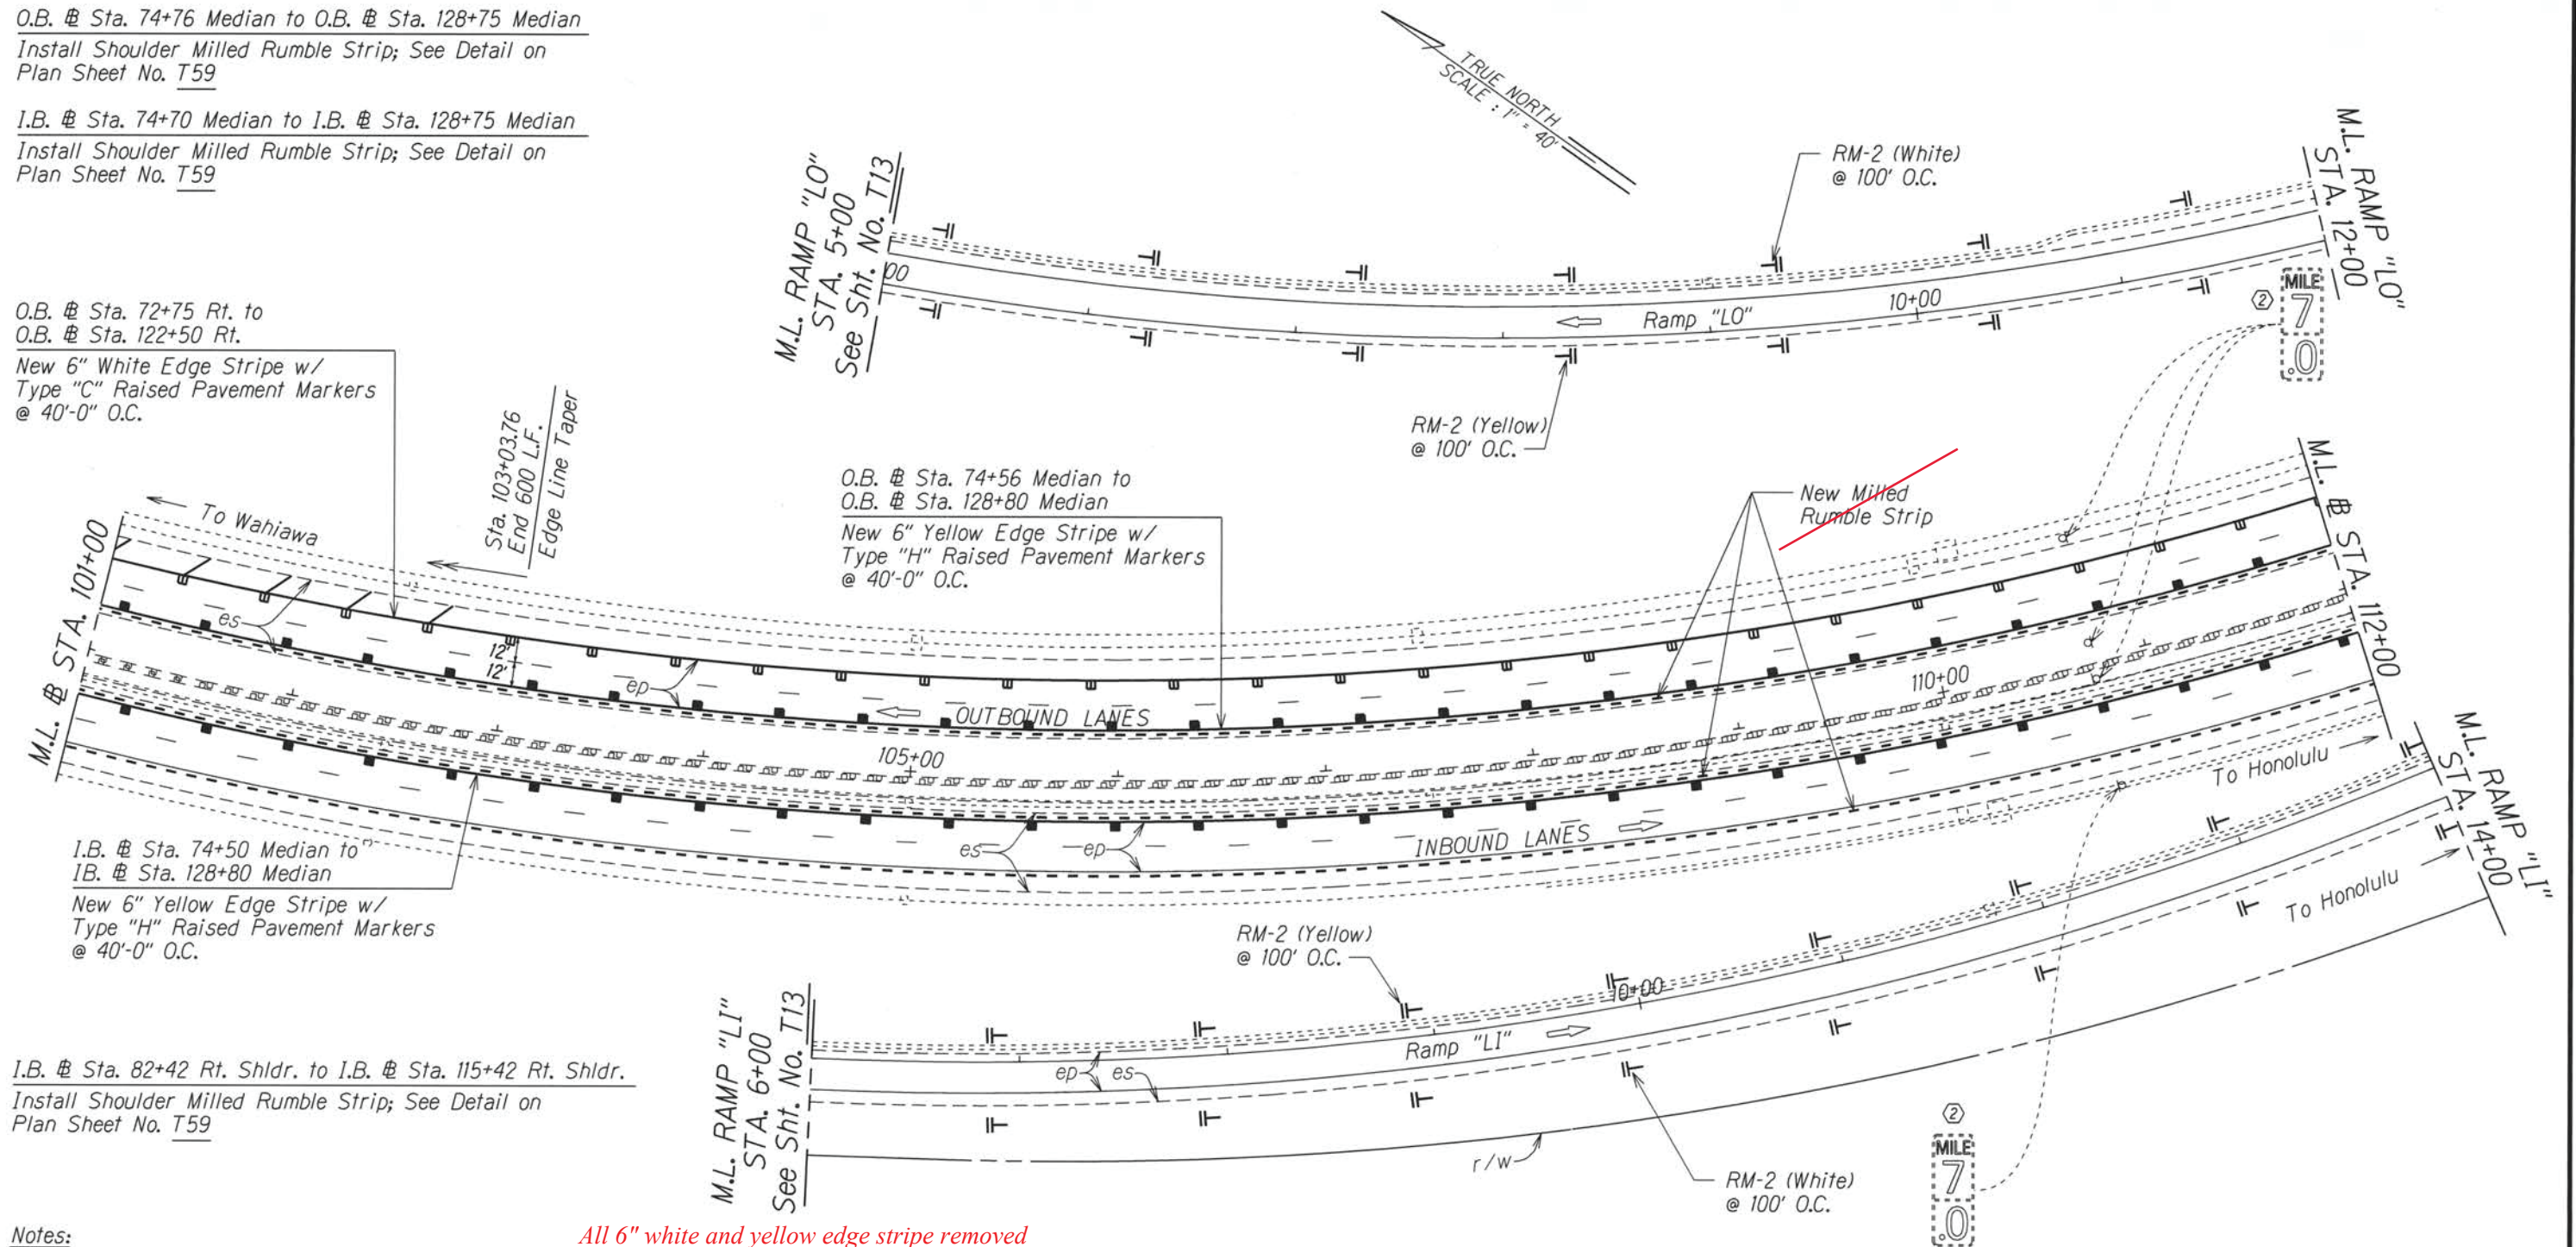 O.B. ⅊ Sta. 74+76 Median to O.B. ⅊ Sta. 128+75 Median
Install Shoulder Milled Rumble Strip; See Detail on
Plan Sheet No. T59
I.B. ⅊ Sta. 74+70 Median to I.B. ⅊ Sta. 128+75 Median
Install Shoulder Milled Rumble Strip; See Detail on
Plan Sheet No. T59
TRUE NORTH
SCALE : 1" = 40'
M.L. RAMP "LO"
STA. 5+00
See Sht. No. T13
00
RM-2 (White)
@ 100' O.C.
M.L. RAMP "LO"
STA. 12+00
10+00
Ramp "LO"
2
MILE
7
.0
RM-2 (Yellow)
@ 100' O.C.
O.B. ⅊ Sta. 72+75 Rt. to
O.B. ⅊ Sta. 122+50 Rt.
New 6" White Edge Stripe w/
Type "C" Raised Pavement Markers
@ 40'-0" O.C.
Sta. 103+03.76
End 600 L.F.
Edge Line Taper
O.B. ⅊ Sta. 74+56 Median to
O.B. ⅊ Sta. 128+80 Median
New 6" Yellow Edge Stripe w/
Type "H" Raised Pavement Markers
@ 40'-0" O.C.
New Milled
Rumble Strip
To Wahiawa
M.L. ⅊ STA. 101+00
M.L. ⅊ STA. 112+00
es
12'
12'
ep
OUTBOUND LANES
105+00
110+00
INBOUND LANES
es
ep
To Honolulu
I.B. ⅊ Sta. 74+50 Median to
IB. ⅊ Sta. 128+80 Median
New 6" Yellow Edge Stripe w/
Type "H" Raised Pavement Markers
@ 40'-0" O.C.
M.L. RAMP "LI"
STA. 14+00
To Honolulu
RM-2 (Yellow)
@ 100' O.C.
M.L. RAMP "LI"
STA. 6+00
See Sht. No. T13
10+00
Ramp "LI"
ep
es
I.B. ⅊ Sta. 82+42 Rt. Shldr. to I.B. ⅊ Sta. 115+42 Rt. Shldr.
Install Shoulder Milled Rumble Strip; See Detail on
Plan Sheet No. T59
r/w
RM-2 (White)
@ 100' O.C.
2
MILE
7
.0
Notes:
All 6" white and yellow edge stripe removed